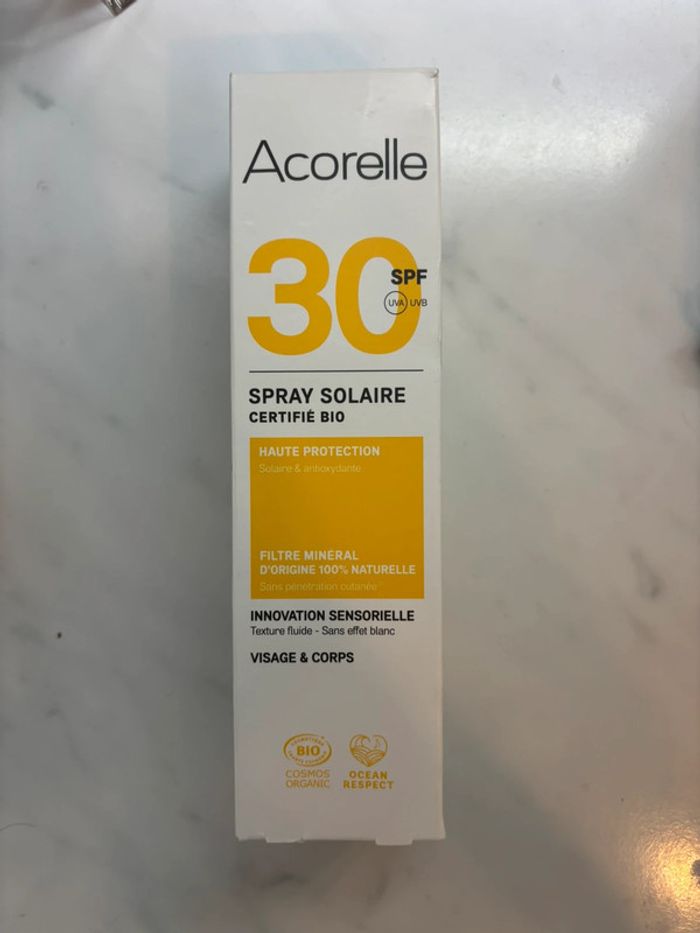 Acorelle
30
SPF
UVA UVB
SPRAY SOLAIRE
CERTIFIÉ BIO
HAUTE PROTECTION
Solaire & antioxydante
FILTRE MINÉRAL
D'ORIGINE 100% NATURELLE
Sans pénétration cutanée
INNOVATION SENSORIELLE
Texture fluide - Sans effet blanc
VISAGE & CORPS
BIO
COSMOS
ORGANIC
OCEAN
RESPECT